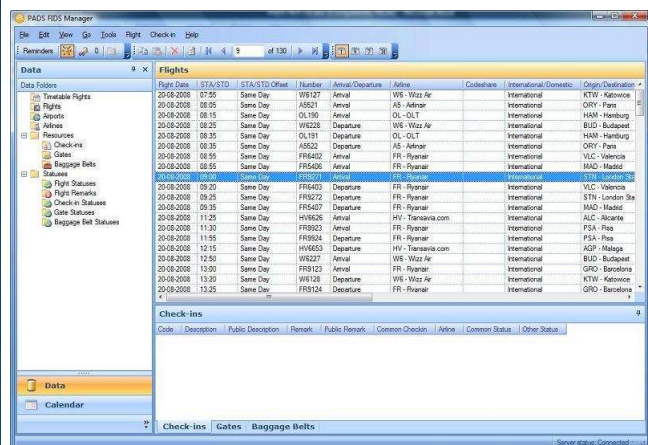 PADS FIDS Manager
File Edit View Go Tools Flight Check-in Help
Reminders 0 9 of 130 1 7
Data
Flights
Data Folders
Timetable Flights
Flights
Airports
Airlines
Resources
Check-ins
Gates
Baggage Belts
Statuses
Flight Statuses
Flight Remarks
Check-in Statuses
Gate Statuses
Baggage Belt Statuses
Flight Date STA/STD STA/STD Offset Number Arrival/Departure Airline Codeshare International/Domestic Origin/Destination
20-08-2008 07:55 Same Day W6127 Arrival W6 - Wizz Air International KTW - Katowice
20-08-2008 08:05 Same Day A5521 Arrival A5 - Airlinair International ORY - Paris
20-08-2008 08:15 Same Day OL190 Arrival OL - OLT International HAM - Hamburg
20-08-2008 08:25 Same Day W6228 Departure W6 - Wizz Air International BUD - Budapest
20-08-2008 08:35 Same Day OL191 Departure OL - OLT International HAM - Hamburg
20-08-2008 08:35 Same Day A5522 Departure A5 - Airlinair International ORY - Paris
20-08-2008 08:55 Same Day FR6402 Arrival FR - Ryanair International VLC - Valencia
20-08-2008 08:55 Same Day FR5406 Arrival FR - Ryanair International MAD - Madrid
20-08-2008 09:00 Same Day FR9271 Arrival FR - Ryanair International STN - London Sta
20-08-2008 09:20 Same Day FR6403 Departure FR - Ryanair International VLC - Valencia
20-08-2008 09:25 Same Day FR9272 Departure FR - Ryanair International STN - London Sta
20-08-2008 09:35 Same Day FR5407 Departure FR - Ryanair International MAD - Madrid
20-08-2008 11:25 Same Day HV6626 Arrival HV - Transavia.com International ALC - Alicante
20-08-2008 11:30 Same Day FR9923 Arrival FR - Ryanair International PSA - Pisa
20-08-2008 11:55 Same Day FR9924 Departure FR - Ryanair International PSA - Pisa
20-08-2008 12:15 Same Day HV6653 Departure HV - Transavia.com International AGP - Malaga
20-08-2008 12:50 Same Day W6227 Arrival W6 - Wizz Air International BUD - Budapest
20-08-2008 13:00 Same Day FR9123 Arrival FR - Ryanair International GRO - Barcelona
20-08-2008 13:20 Same Day W6128 Departure W6 - Wizz Air International KTW - Katowice
20-08-2008 13:25 Same Day FR9124 Departure FR - Ryanair International GRO - Barcelona
Check-ins
Code Description Public Description Remark Public Remark Common Checkin Airline Common Status Other Status
Data
Calendar
Check-ins Gates Baggage Belts
Server status: Connected